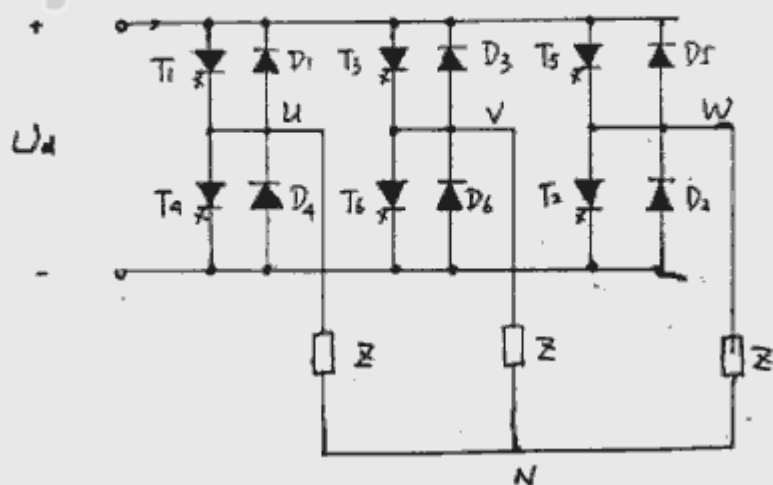 +
T1 D1 T3 D3 T5 D5
U V W
Ud
T4 D4 T6 D6 T2 D2
-
Z Z Z
N